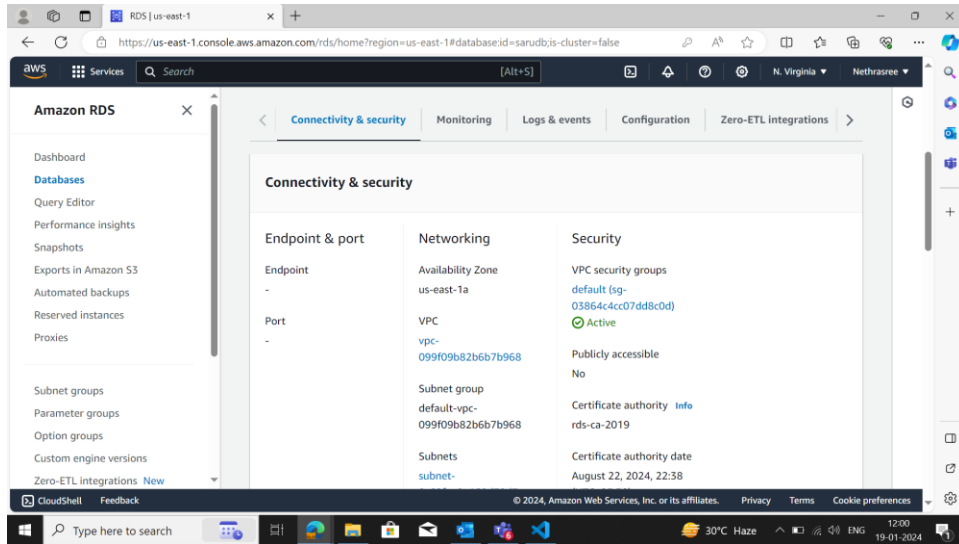 RDS | us-east-1
https://us-east-1.console.aws.amazon.com/rds/home?region=us-east-1#database:id=sarudb;is-cluster=false
aws
Services
Search
[Alt+S]
N. Virginia
Nethrasree
Amazon RDS
Dashboard
Databases
Query Editor
Performance insights
Snapshots
Exports in Amazon S3
Automated backups
Reserved instances
Proxies
Subnet groups
Parameter groups
Option groups
Custom engine versions
Zero-ETL integrations New
Connectivity & security
Monitoring
Logs & events
Configuration
Zero-ETL integrations
Connectivity & security
Endpoint & port
Endpoint
-
Port
-
Networking
Availability Zone
us-east-1a
VPC
vpc-
099f09b82b6b7b968
Subnet group
default-vpc-
099f09b82b6b7b968
Subnets
subnet-
Security
VPC security groups
default (sg-
03864c4cc07dd8c0d)
Active
Publicly accessible
No
Certificate authority Info
rds-ca-2019
Certificate authority date
August 22, 2024, 22:38
CloudShell
Feedback
© 2024, Amazon Web Services, Inc. or its affiliates.
Privacy
Terms
Cookie preferences
Type here to search
30°C Haze
ENG
12:00
19-01-2024